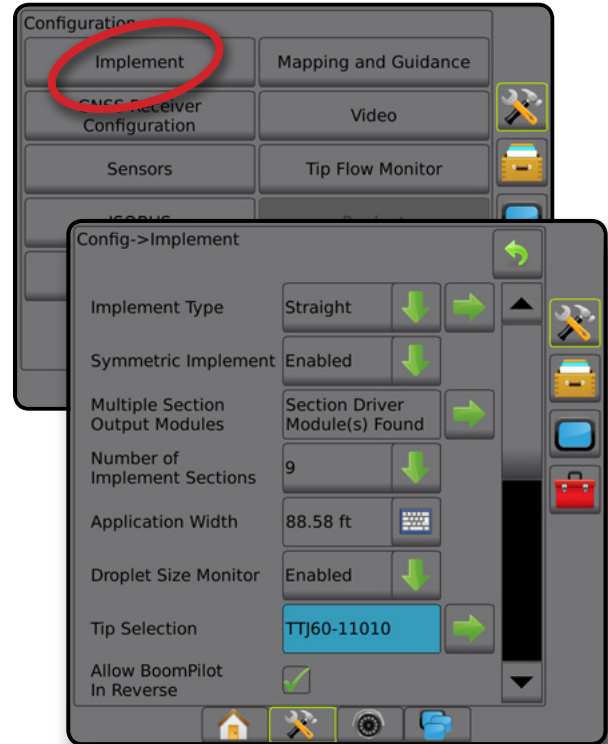 Configuration
Implement
Mapping and Guidance
GNSS Receiver
Configuration
Video
Sensors
Tip Flow Monitor
Config->Implement
Implement Type
Straight
Symmetric Implement
Enabled
Multiple Section
Output Modules
Section Driver
Module(s) Found
Number of
Implement Sections
9
Application Width
88.58 ft
Droplet Size Monitor
Enabled
Tip Selection
TTJ60-11010
Allow BoomPilot
In Reverse